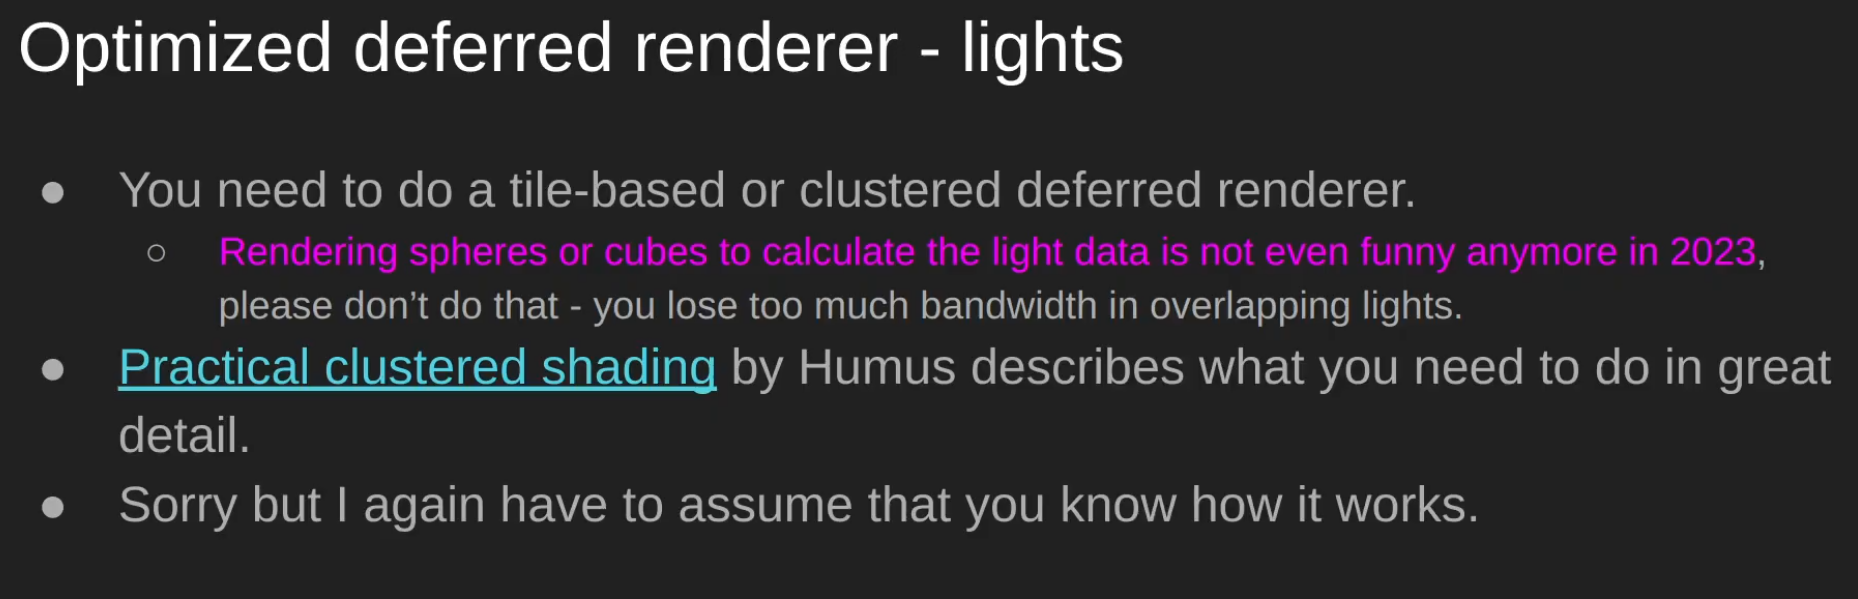 Optimized deferred renderer - lights
● You need to do a tile-based or clustered deferred renderer.
○ Rendering spheres or cubes to calculate the light data is not even funny anymore in 2023,
please don’t do that - you lose too much bandwidth in overlapping lights.
● Practical clustered shading by Humus describes what you need to do in great
detail.
● Sorry but I again have to assume that you know how it works.